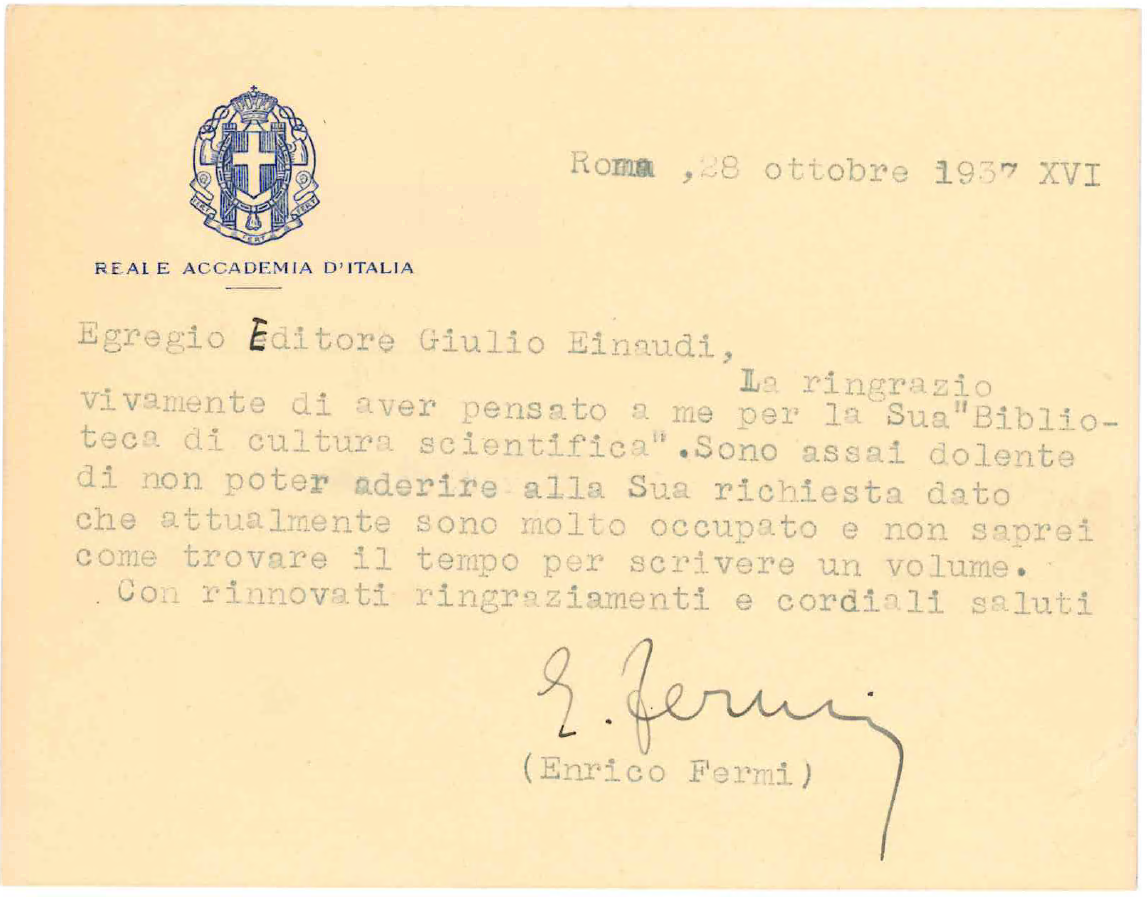 FERT FERT
FERT
REALE ACCADEMIA D'ITALIA
Roma ,28 ottobre 1937 XVI
Egregio Editore Giulio Einaudi,
La ringrazio
vivamente di aver pensato a me per la Sua"Biblio-
teca di cultura scientifica".Sono assai dolente
di non poter aderire alla Sua richiesta dato
che attualmente sono molto occupato e non saprei
come trovare il tempo per scrivere un volume.
Con rinnovati ringraziamenti e cordiali saluti
E. Fermi
(Enrico Fermi)